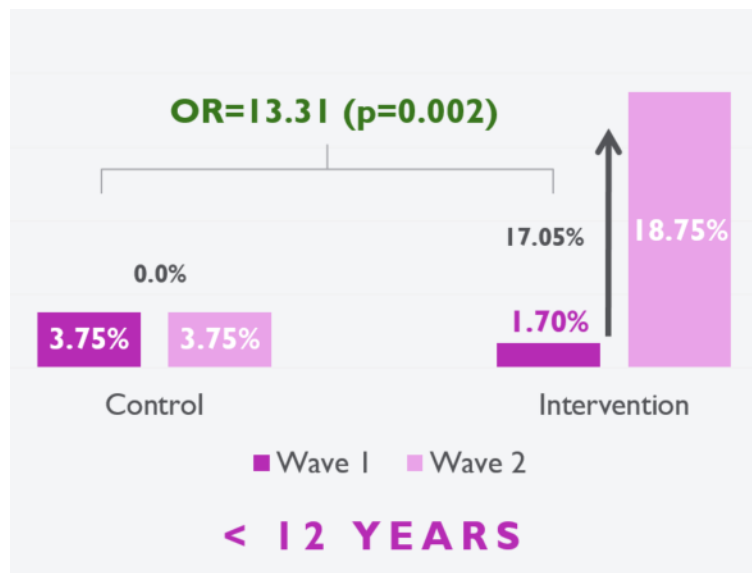 OR=13.31 (p=0.002)
17.05%
18.75%
0.0%
1.70%
3.75%
3.75%
Control
Intervention
Wave 1
Wave 2
< 12 YEARS